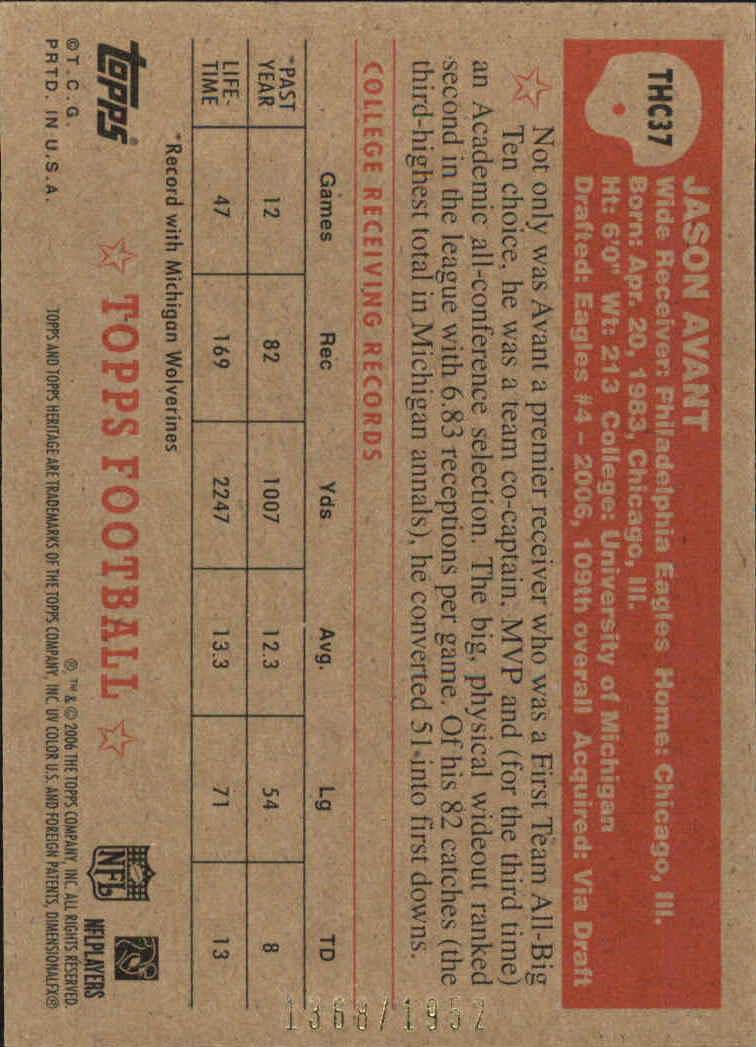 THC37
JASON AVANT
Wide Receiver: Philadelphia Eagles Home: Chicago, Ill.
Born: Apr. 20, 1983, Chicago, Ill.
Ht: 6'0" Wt: 213 College: University of Michigan
Drafted: Eagles #4 - 2006, 109th overall Acquired: Via Draft
Not only was Avant a premier receiver who was a First Team All-Big
Ten choice, he was a team co-captain, MVP and (for the third time)
an Academic all-conference selection. The big, physical wideout ranked
second in the league with 6.83 receptions per game. Of his 82 catches (the
third-highest total in Michigan annals), he converted 51 into first downs.
COLLEGE RECEIVING RECORDS
Games Rec Yds Avg. Lg TD
*PAST YEAR 12 82 1007 12.3 54 8
LIFE-TIME 47 169 2247 13.3 71 13
*Record with Michigan Wolverines
topps®
TOPPS FOOTBALL
NFL
NFLPLAYERS
© T. C. G.
PRTD. IN U.S.A.
®, ™ & © 2006 THE TOPPS COMPANY, INC. ALL RIGHTS RESERVED.
TOPPS AND TOPPS HERITAGE ARE TRADEMARKS OF THE TOPPS COMPANY, INC. UV COLOR U.S. AND FOREIGN PATENTS, DIMENSIONALFX®
1368/1952